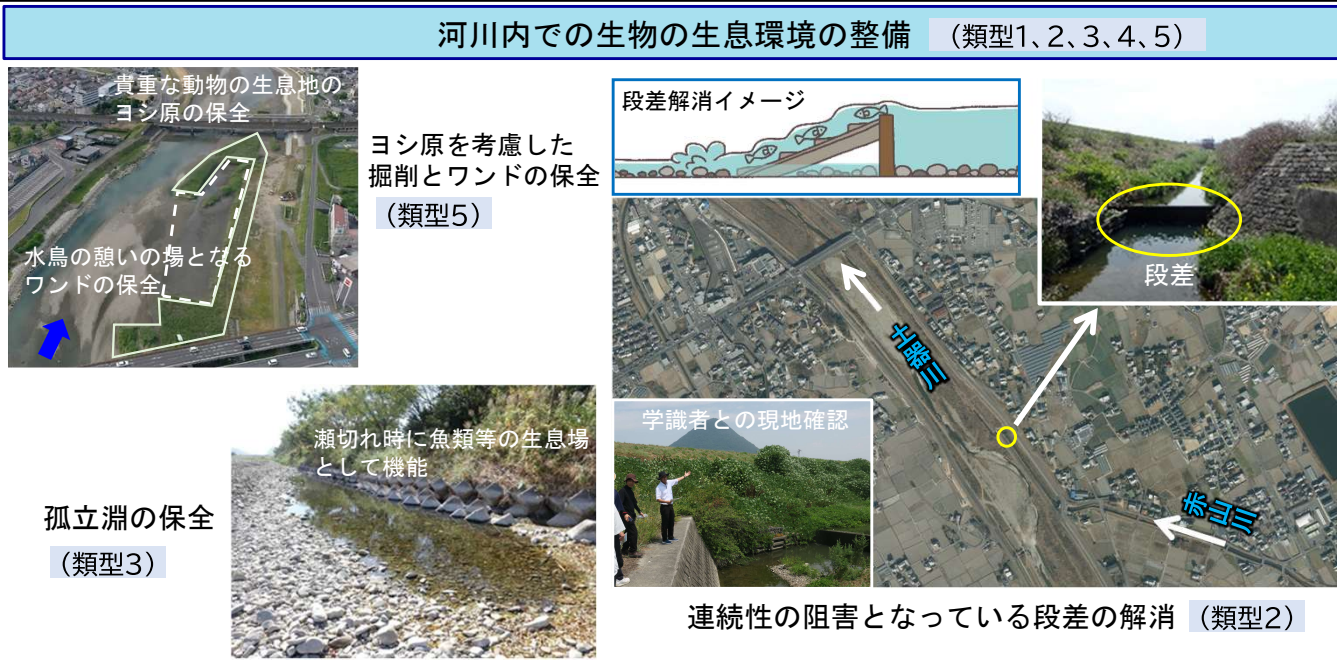 河川内での生物の生息環境の整備 (類型1、2、3、4、5)
貴重な動物の生息地の
ヨシ原の保全
水鳥の憩いの場となる
ワンドの保全
ヨシ原を考慮した
掘削とワンドの保全
(類型5)
段差解消イメージ
段差
土器川
赤山川
学識者との現地確認
瀬切れ時に魚類等の生息場
として機能
孤立淵の保全
(類型3)
連続性の阻害となっている段差の解消 (類型2)